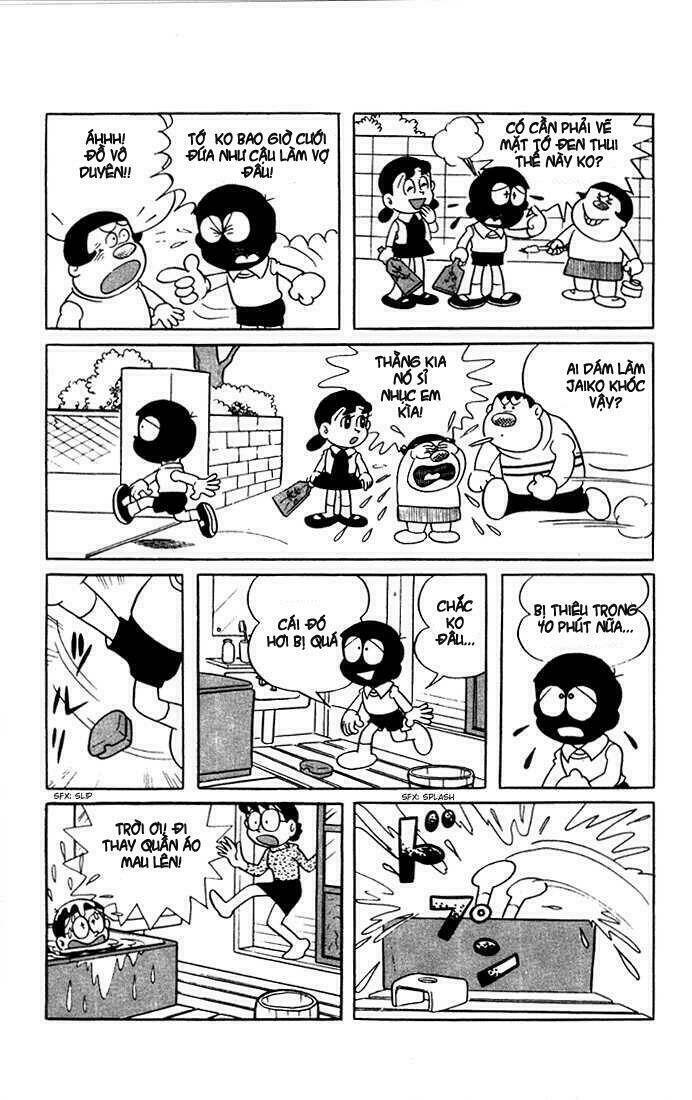 CÓ CẦN PHẢI VẼ
MẶT TỚ ĐEN THUI
THẾ NÀY KO?
TỚ KO BAO GIỜ CƯỚI
ĐỨA NHƯ CẬU LÀM VỢ
ĐÂU!
ÁHHH!
ĐỒ VÔ
DUYÊN!!
AI DÁM LÀM
JAIKO KHÓC
VẬY?
THẰNG KIA
NÓ SỈ
NHỤC EM
KÌA!
BỊ THIÊU TRONG
40 PHÚT NỮA...
CHẮC
KO
ĐÂU...
CÁI ĐÓ
HƠI BỊ QUÁ
SFX: SLIP
SFX: SPLASH
TRỜI ƠI! ĐI
THAY QUẦN ÁO
MAU LÊN!